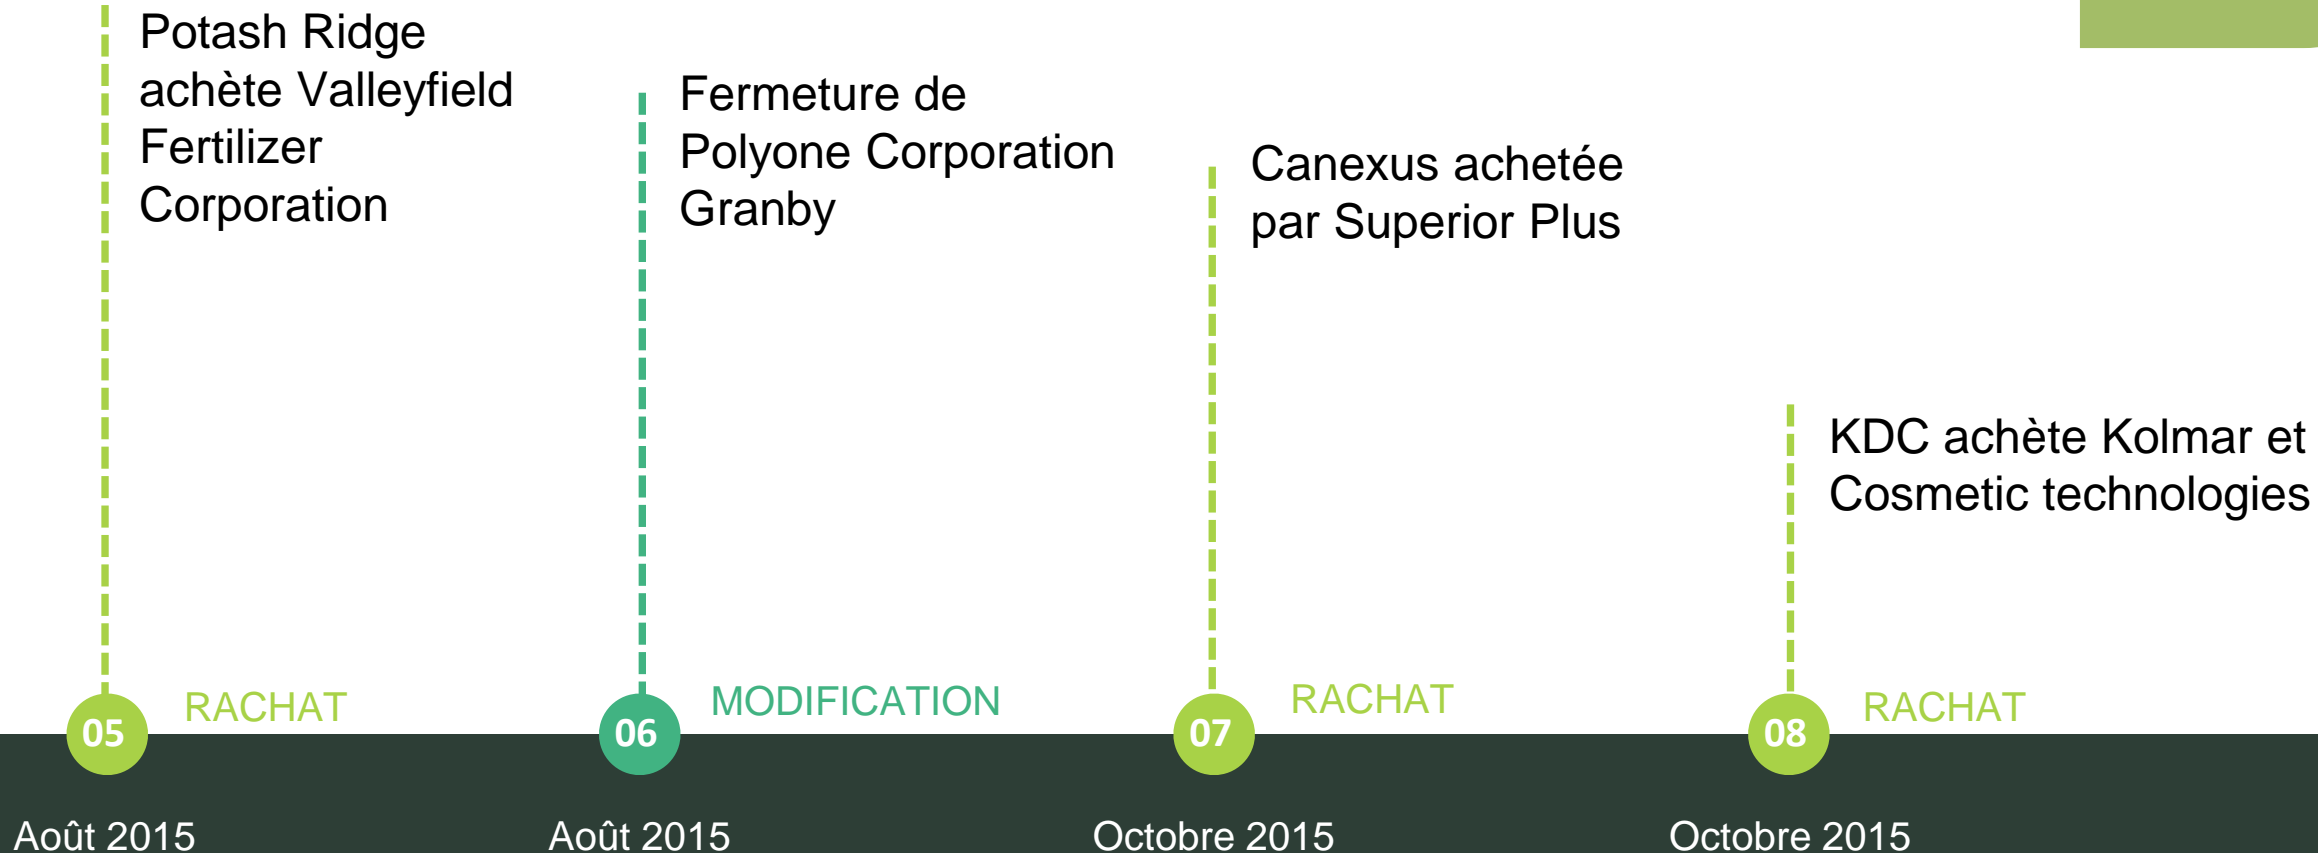 Potash Ridge
achète Valleyfield
Fertilizer
Corporation
05
RACHAT
Août 2015
Fermeture de
Polyone Corporation
Granby
06
MODIFICATION
Août 2015
Canexus achetée
par Superior Plus
07
RACHAT
Octobre 2015
KDC achète Kolmar et
Cosmetic technologies
08
RACHAT
Octobre 2015